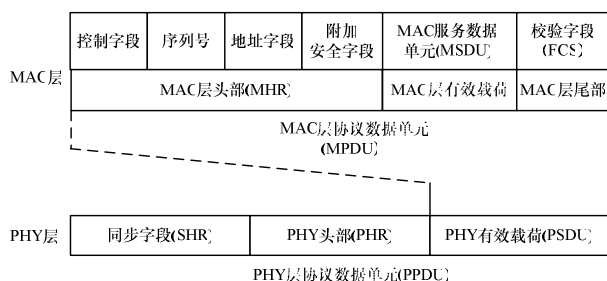 控制字段
序列号
地址字段
附加
安全字段
MAC服务数据
单元(MSDU)
校验字段
(FCS)
MAC层
MAC层头部(MHR)
MAC层有效载荷
MAC层尾部
MAC层协议数据单元
(MPDU)
PHY层
同步字段(SHR)
PHY头部(PHR)
PHY有效载荷(PSDU)
PHY层协议数据单元(PPDU)